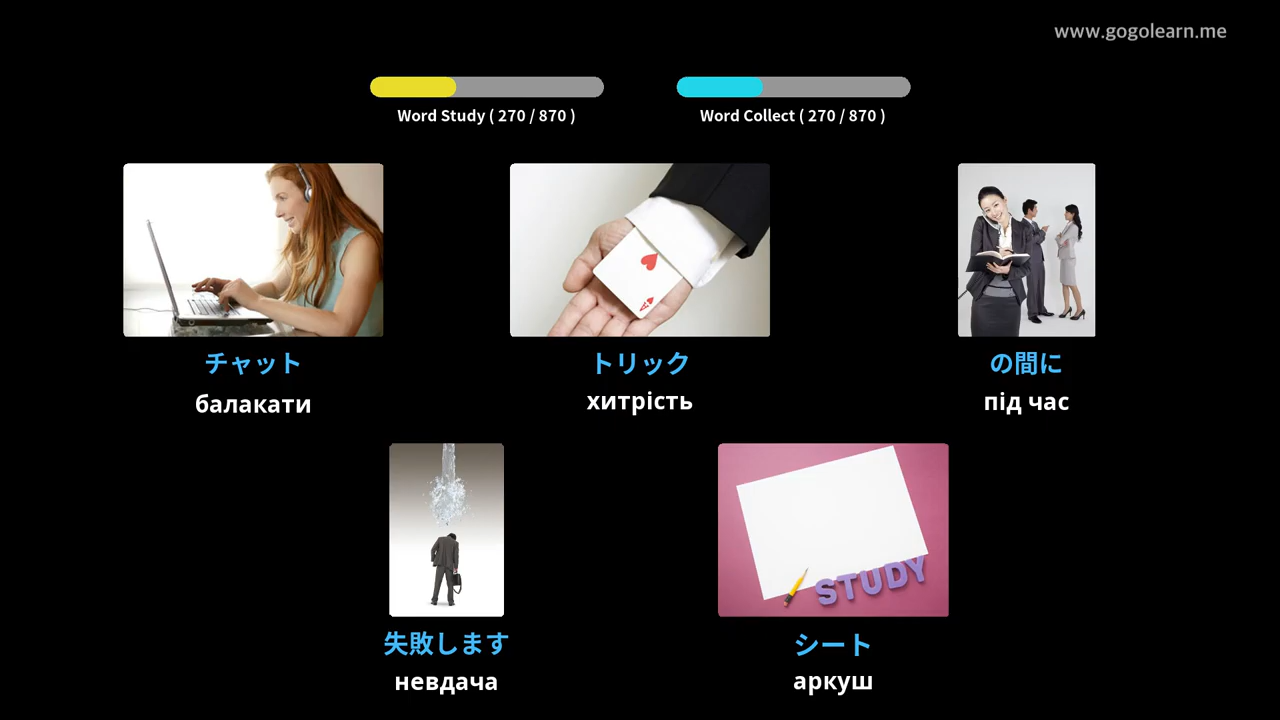 www.gogolearn.me
Word Study ( 270 / 870 )
Word Collect ( 270 / 870 )
チャット
балакати
トリック
хитрість
の間に
під час
失敗します
невдача
STUDY
シート
аркуш